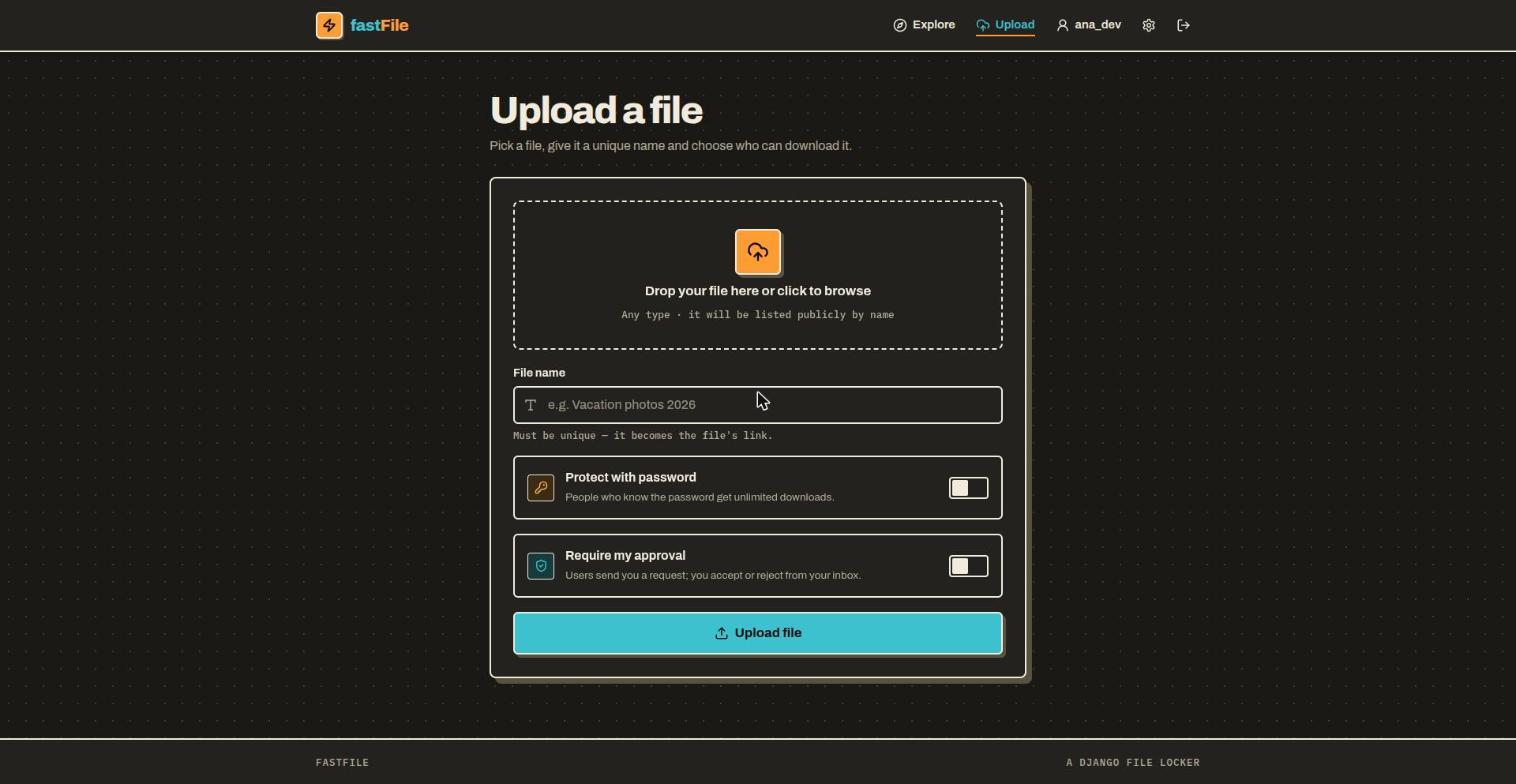 fastFile
Explore
Upload
ana_dev
Upload a file
Pick a file, give it a unique name and choose who can download it.
Drop your file here or click to browse
Any type · it will be listed publicly by name
File name
e.g. Vacation photos 2026
Must be unique — it becomes the file's link.
Protect with password
People who know the password get unlimited downloads.
Require my approval
Users send you a request; you accept or reject from your inbox.
Upload file
FASTFILE
A DJANGO FILE LOCKER